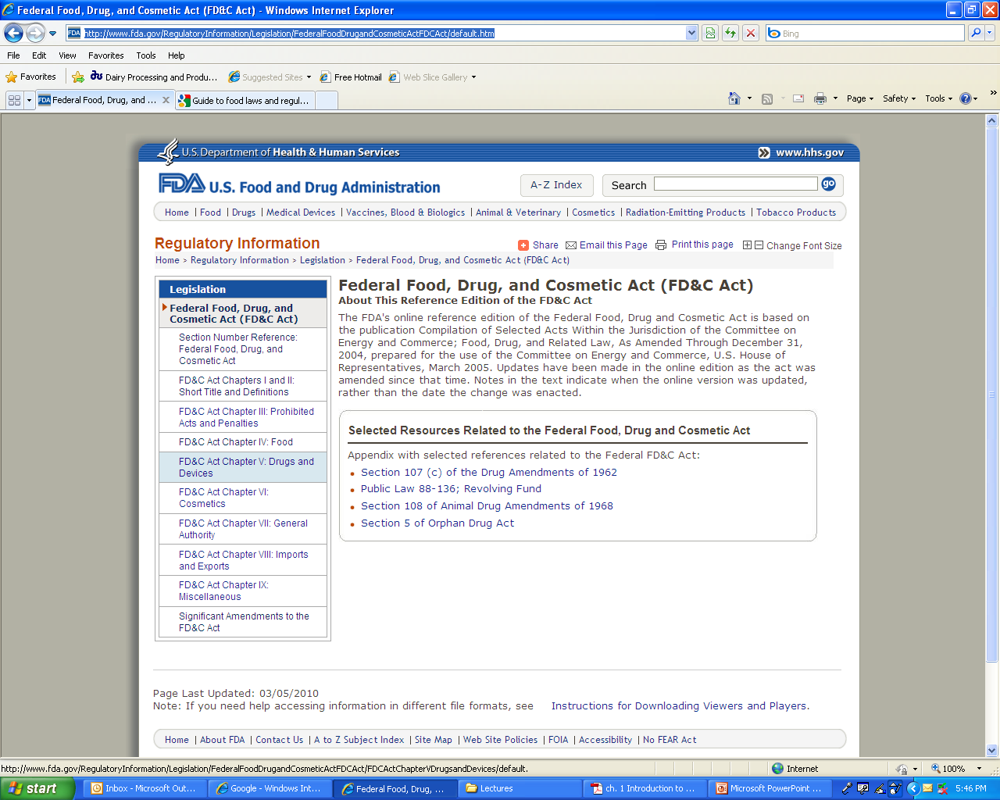 Federal Food, Drug, and Cosmetic Act (FD&C Act) - Windows Internet Explorer
FDA http://www.fda.gov/RegulatoryInformation/Legislation/FederalFoodDrugandCosmeticActFDCAct/default.htm
Bing
File Edit View Favorites Tools Help
Favorites Dairy Processing and Produ... Suggested Sites Free Hotmail Web Slice Gallery
FDA Federal Food, Drug, and ... Guide to food laws and regul... Page Safety Tools
U.S. Department of Health & Human Services www.hhs.gov
FDA U.S. Food and Drug Administration A-Z Index Search go
Home | Food | Drugs | Medical Devices | Vaccines, Blood & Biologics | Animal & Veterinary | Cosmetics | Radiation-Emitting Products | Tobacco Products
Regulatory Information
Share Email this Page Print this page Change Font Size
Home > Regulatory Information > Legislation > Federal Food, Drug, and Cosmetic Act (FD&C Act)
Legislation
Federal Food, Drug, and
Cosmetic Act (FD&C Act)
Section Number Reference:
Federal Food, Drug, and
Cosmetic Act
FD&C Act Chapters I and II:
Short Title and Definitions
FD&C Act Chapter III: Prohibited
Acts and Penalties
FD&C Act Chapter IV: Food
FD&C Act Chapter V: Drugs and
Devices
FD&C Act Chapter VI:
Cosmetics
FD&C Act Chapter VII: General
Authority
FD&C Act Chapter VIII: Imports
and Exports
FD&C Act Chapter IX:
Miscellaneous
Significant Amendments to the
FD&C Act
Federal Food, Drug, and Cosmetic Act (FD&C Act)
About This Reference Edition of the FD&C Act
The FDA's online reference edition of the Federal Food, Drug and Cosmetic Act is based on
the publication Compilation of Selected Acts Within the Jurisdiction of the Committee on
Energy and Commerce; Food, Drug, and Related Law, As Amended Through December 31,
2004, prepared for the use of the Committee on Energy and Commerce, U.S. House of
Representatives, March 2005. Updates have been made in the online edition as the act was
amended since that time. Notes in the text indicate when the online version was updated,
rather than the date the change was enacted.
Selected Resources Related to the Federal Food, Drug and Cosmetic Act
Appendix with selected references related to the Federal FD&C Act:
• Section 107 (c) of the Drug Amendments of 1962
• Public Law 88-136; Revolving Fund
• Section 108 of Animal Drug Amendments of 1968
• Section 5 of Orphan Drug Act
Page Last Updated: 03/05/2010
Note: If you need help accessing information in different file formats, see Instructions for Downloading Viewers and Players.
Home | About FDA | Contact Us | A to Z Subject Index | Site Map | Web Site Policies | FOIA | Accessibility | No FEAR Act
http://www.fda.gov/RegulatoryInformation/Legislation/FederalFoodDrugandCosmeticActFDCAct/FDCActChapterVDrugsandDevices/default. Internet 100%
start Inbox - Microsoft Out... Google - Windows Int... Federal Food, Drug, ... Lectures ch. 1 Introduction to ... Microsoft PowerPoint ... 5:46 PM